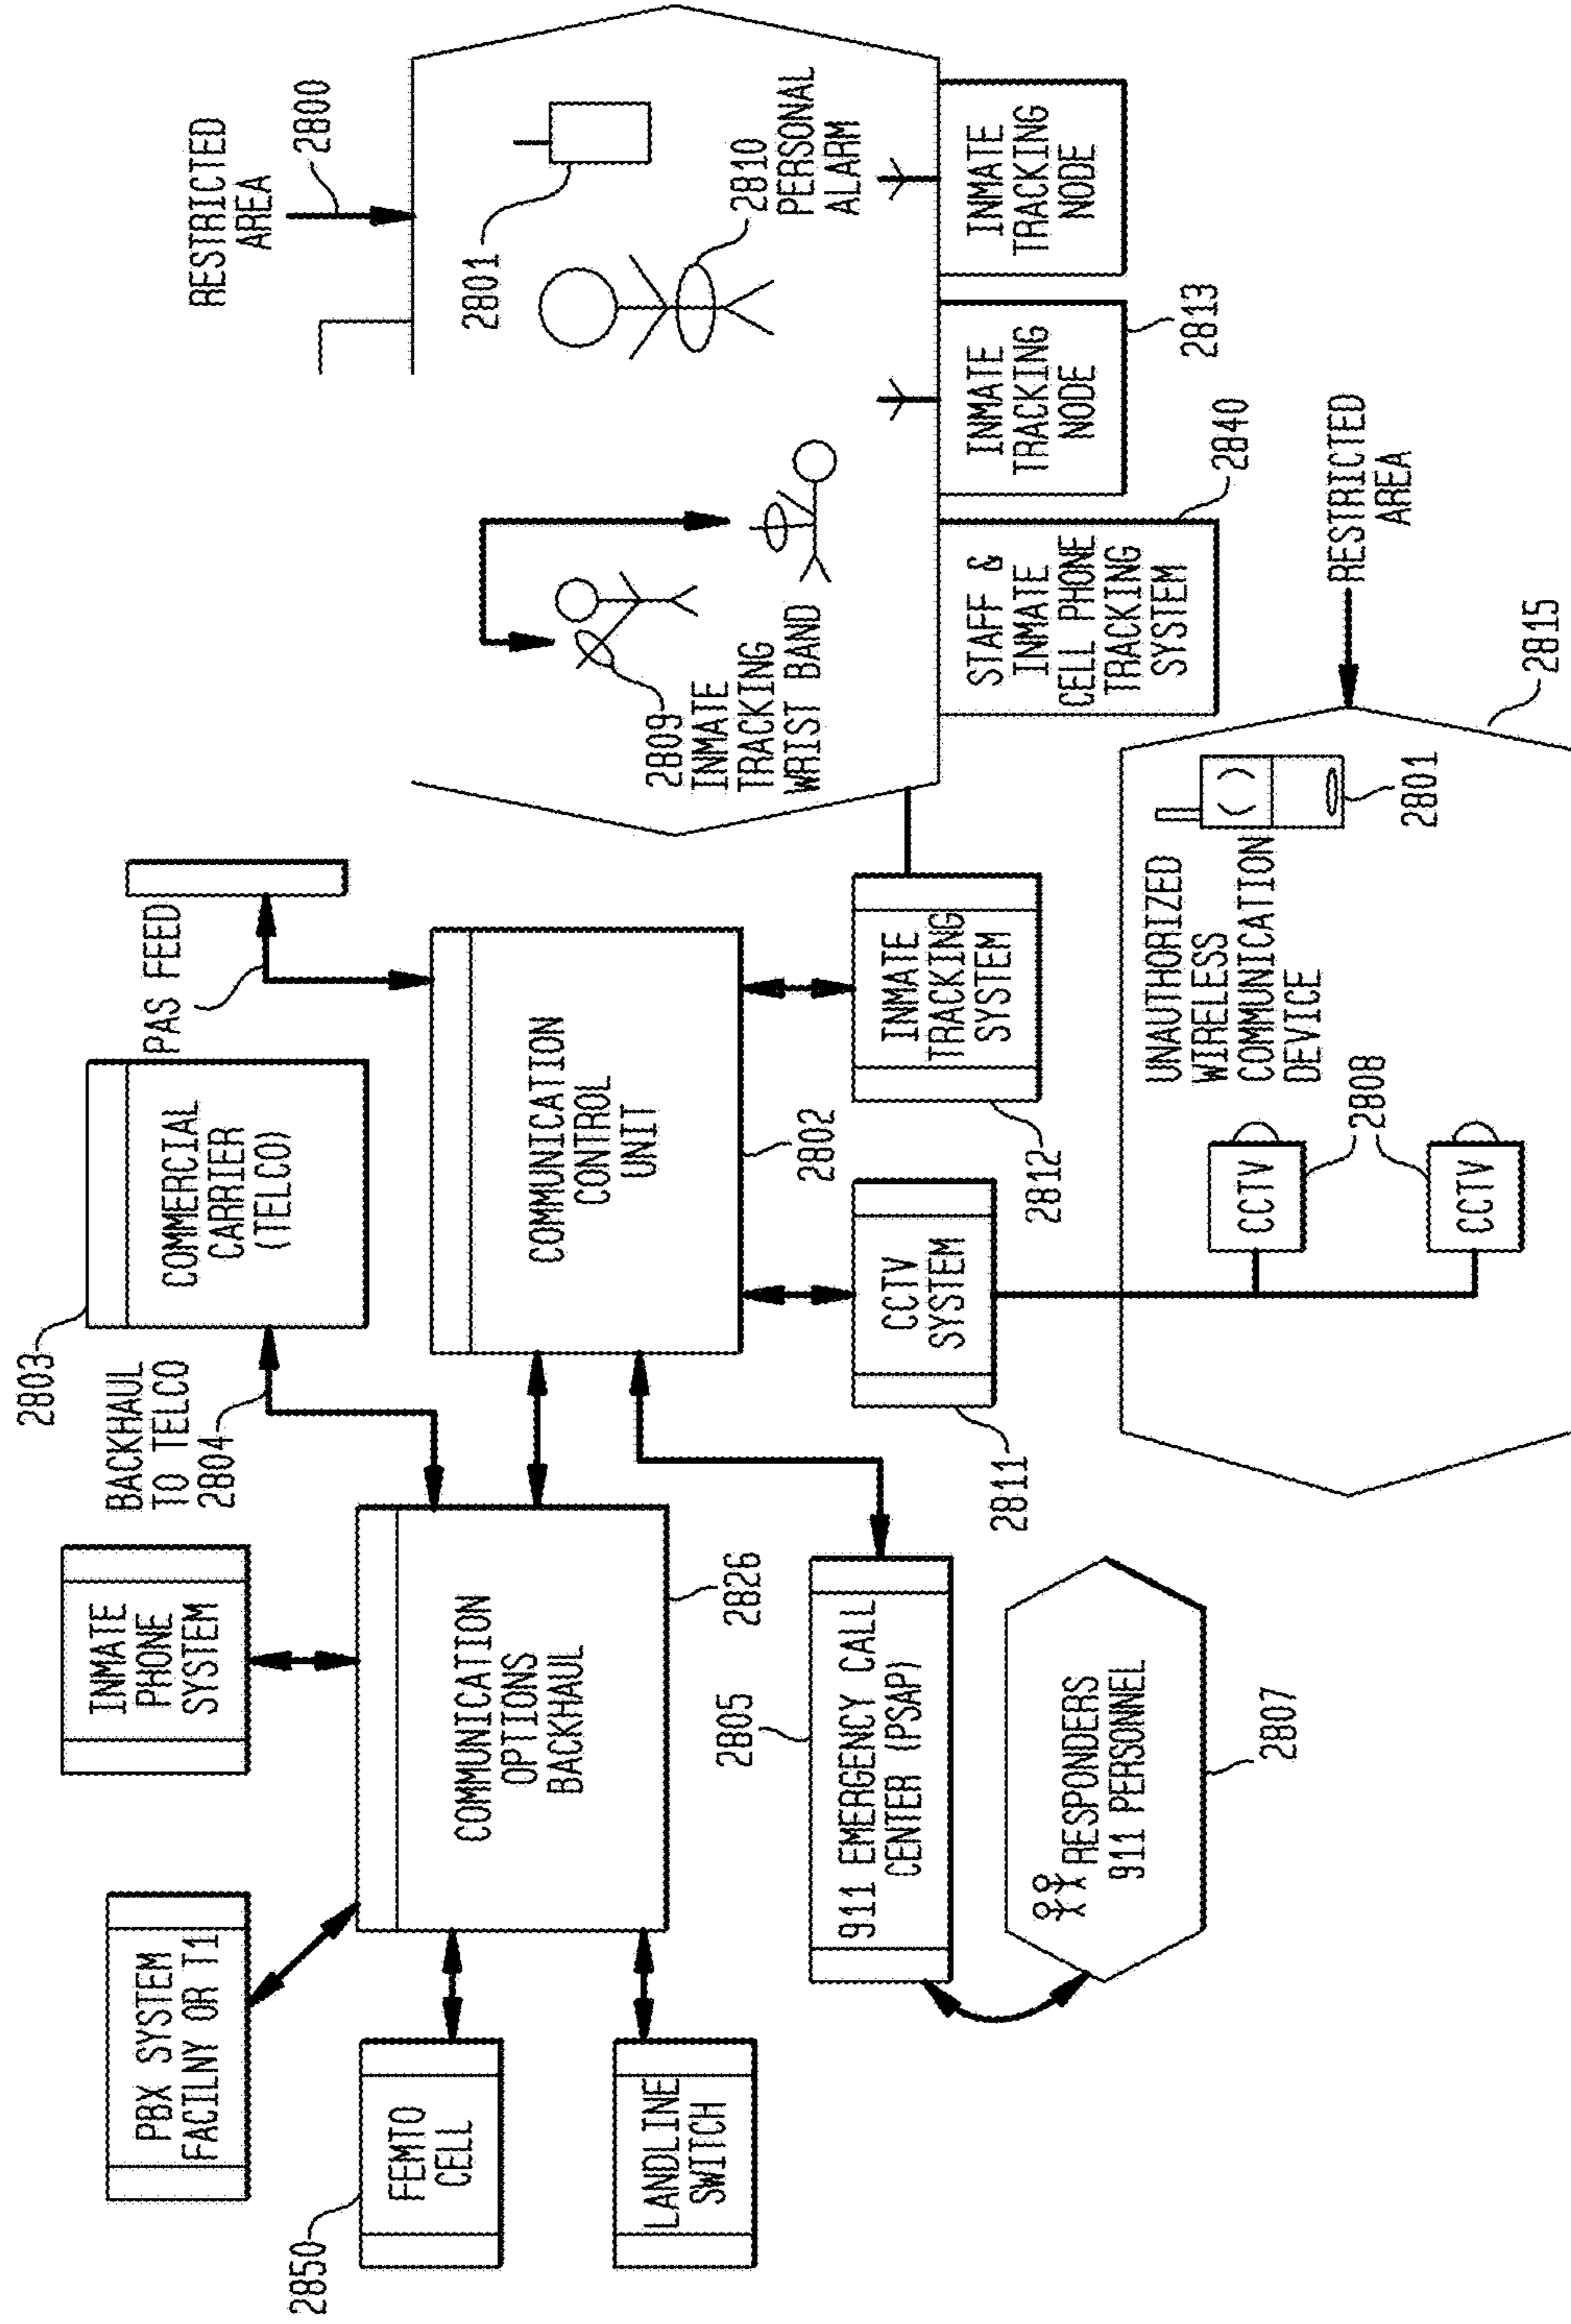 PBX SYSTEM
FACILNY OR T1
INMATE
PHONE
SYSTEM
BACKHAUL
TO TELCO
2804
2803
COMMERCIAL
CARRIER
(TELCO)
PAS FEED
RESTRICTED
AREA
2800
2850
FEMTO
CELL
LANDLINE
SWITCH
COMMUNICATION
OPTIONS
BACKHAUL
2826
COMMUNICATION
CONTROL
UNIT
2802
2809
INMATE
TRACKING
WRIST BAND
2801
2810
PERSONAL
ALARM
2805
911 EMERGENCY CALL
CENTER (PSAP)
RESPONDERS
911 PERSONNEL
2807
CCTV
SYSTEM
2811
INMATE
TRACKING
SYSTEM
2812
STAFF &
INMATE
CELL PHONE
TRACKING
SYSTEM
2840
INMATE
TRACKING
NODE
2813
INMATE
TRACKING
NODE
CCTV
CCTV
2808
UNAUTHORIZED
WIRELESS
COMMUNICATION
DEVICE
2801
2815
RESTRICTED
AREA